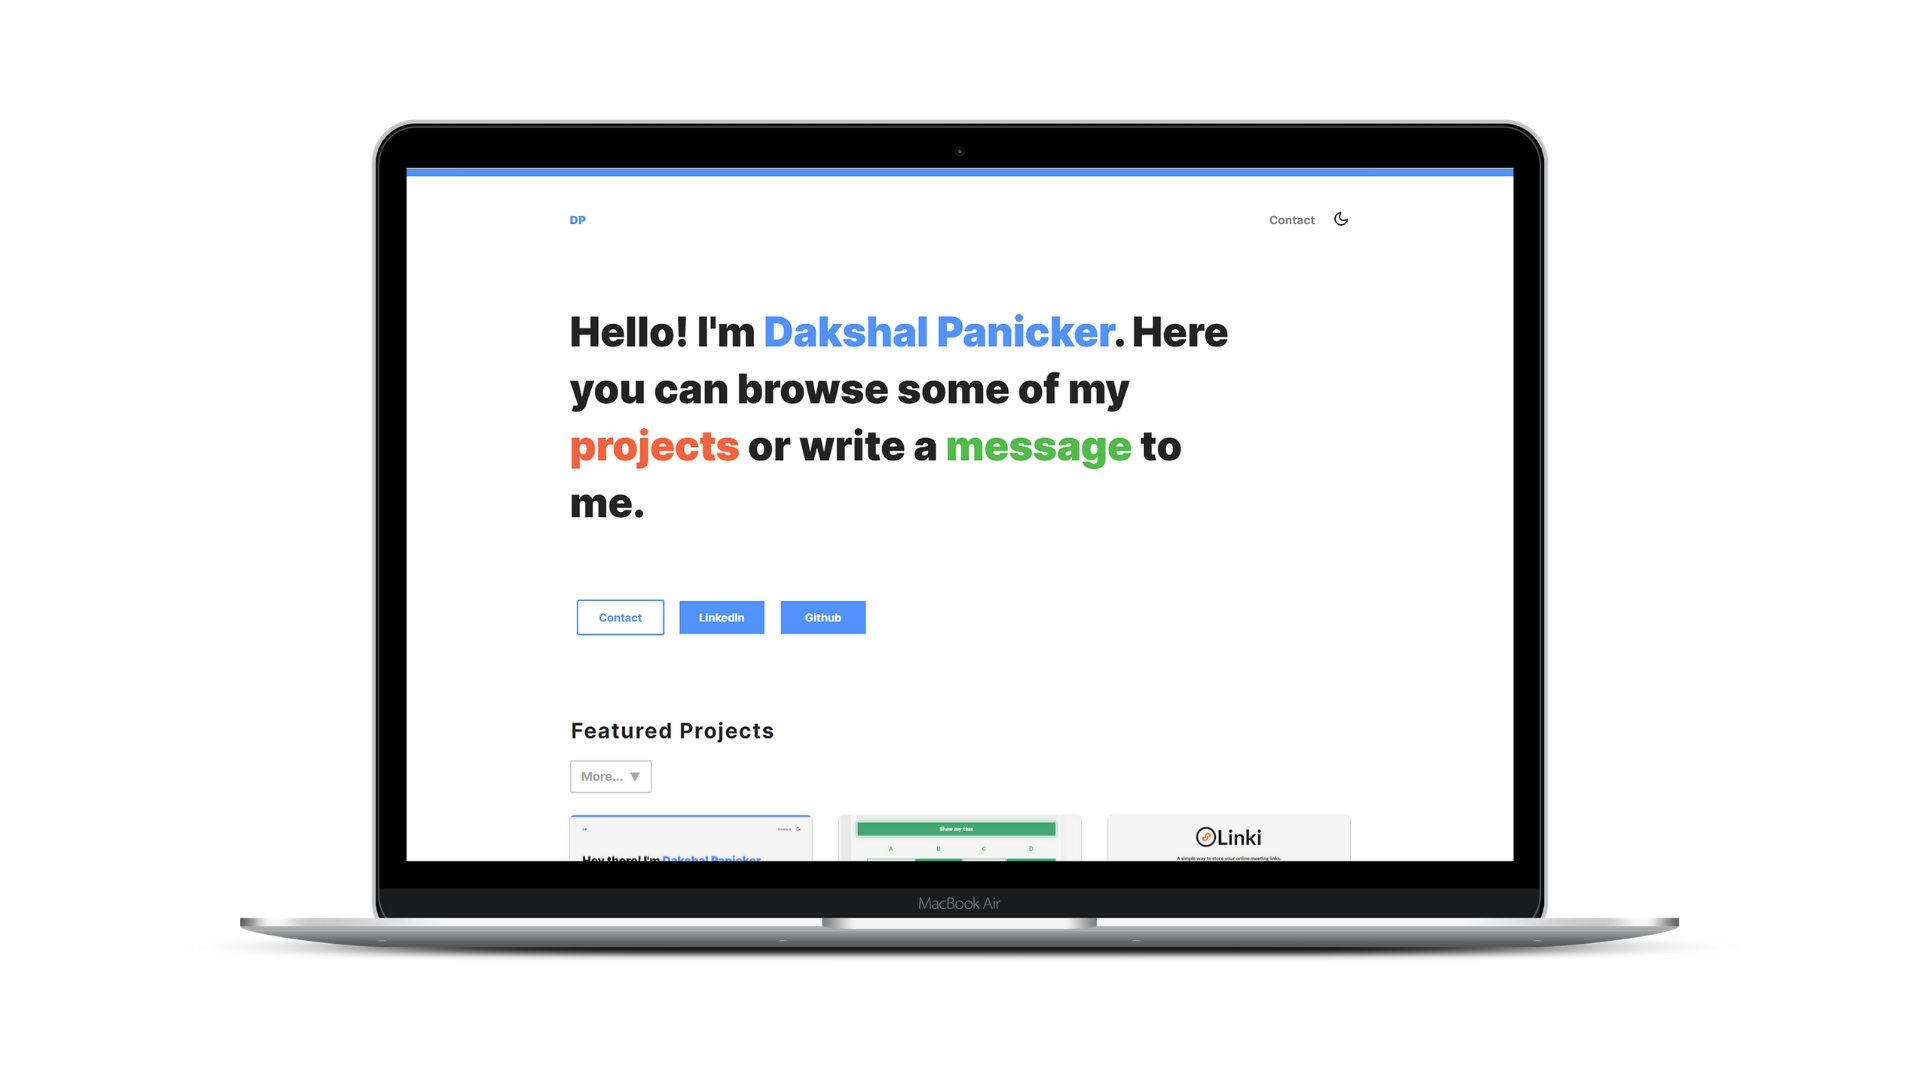 DP
Contact
Hello! I'm Dakshal Panicker. Here
you can browse some of my
projects or write a message to
me.
Contact
LinkedIn
Github
Featured Projects
More... ▼
DP
Contact
Hey there! I'm Dakshal Panicker
Show my clue
A B C D
Linki
A simple way to store your online meeting links.
MacBook Air